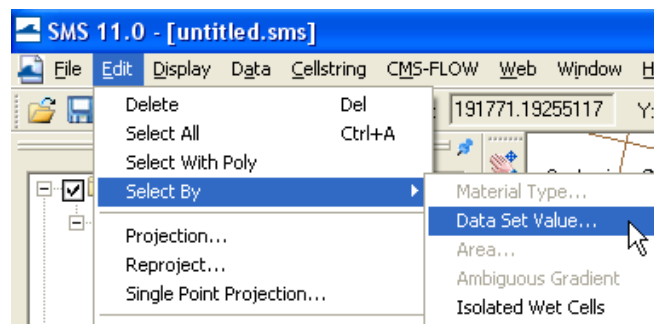 SMS 11.0 - [untitled.sms]
File Edit Display Data Cellstring CMS-FLOW Web Window H
191771.19255117 Y:
Delete Del
Select All Ctrl+A
Select With Poly
Select By
Material Type...
Data Set Value...
Area...
Ambiguous Gradient
Isolated Wet Cells
Projection...
Reproject...
Single Point Projection...